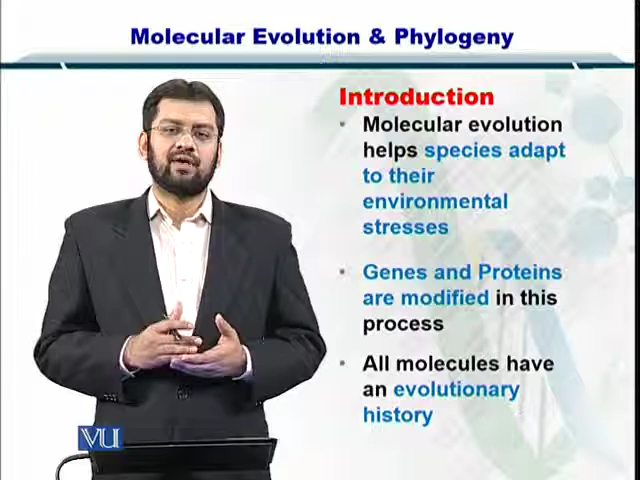 Molecular Evolution & Phylogeny
Introduction
• Molecular evolution
helps species adapt
to their
environmental
stresses
• Genes and Proteins
are modified in this
process
• All molecules have
an evolutionary
history
VU